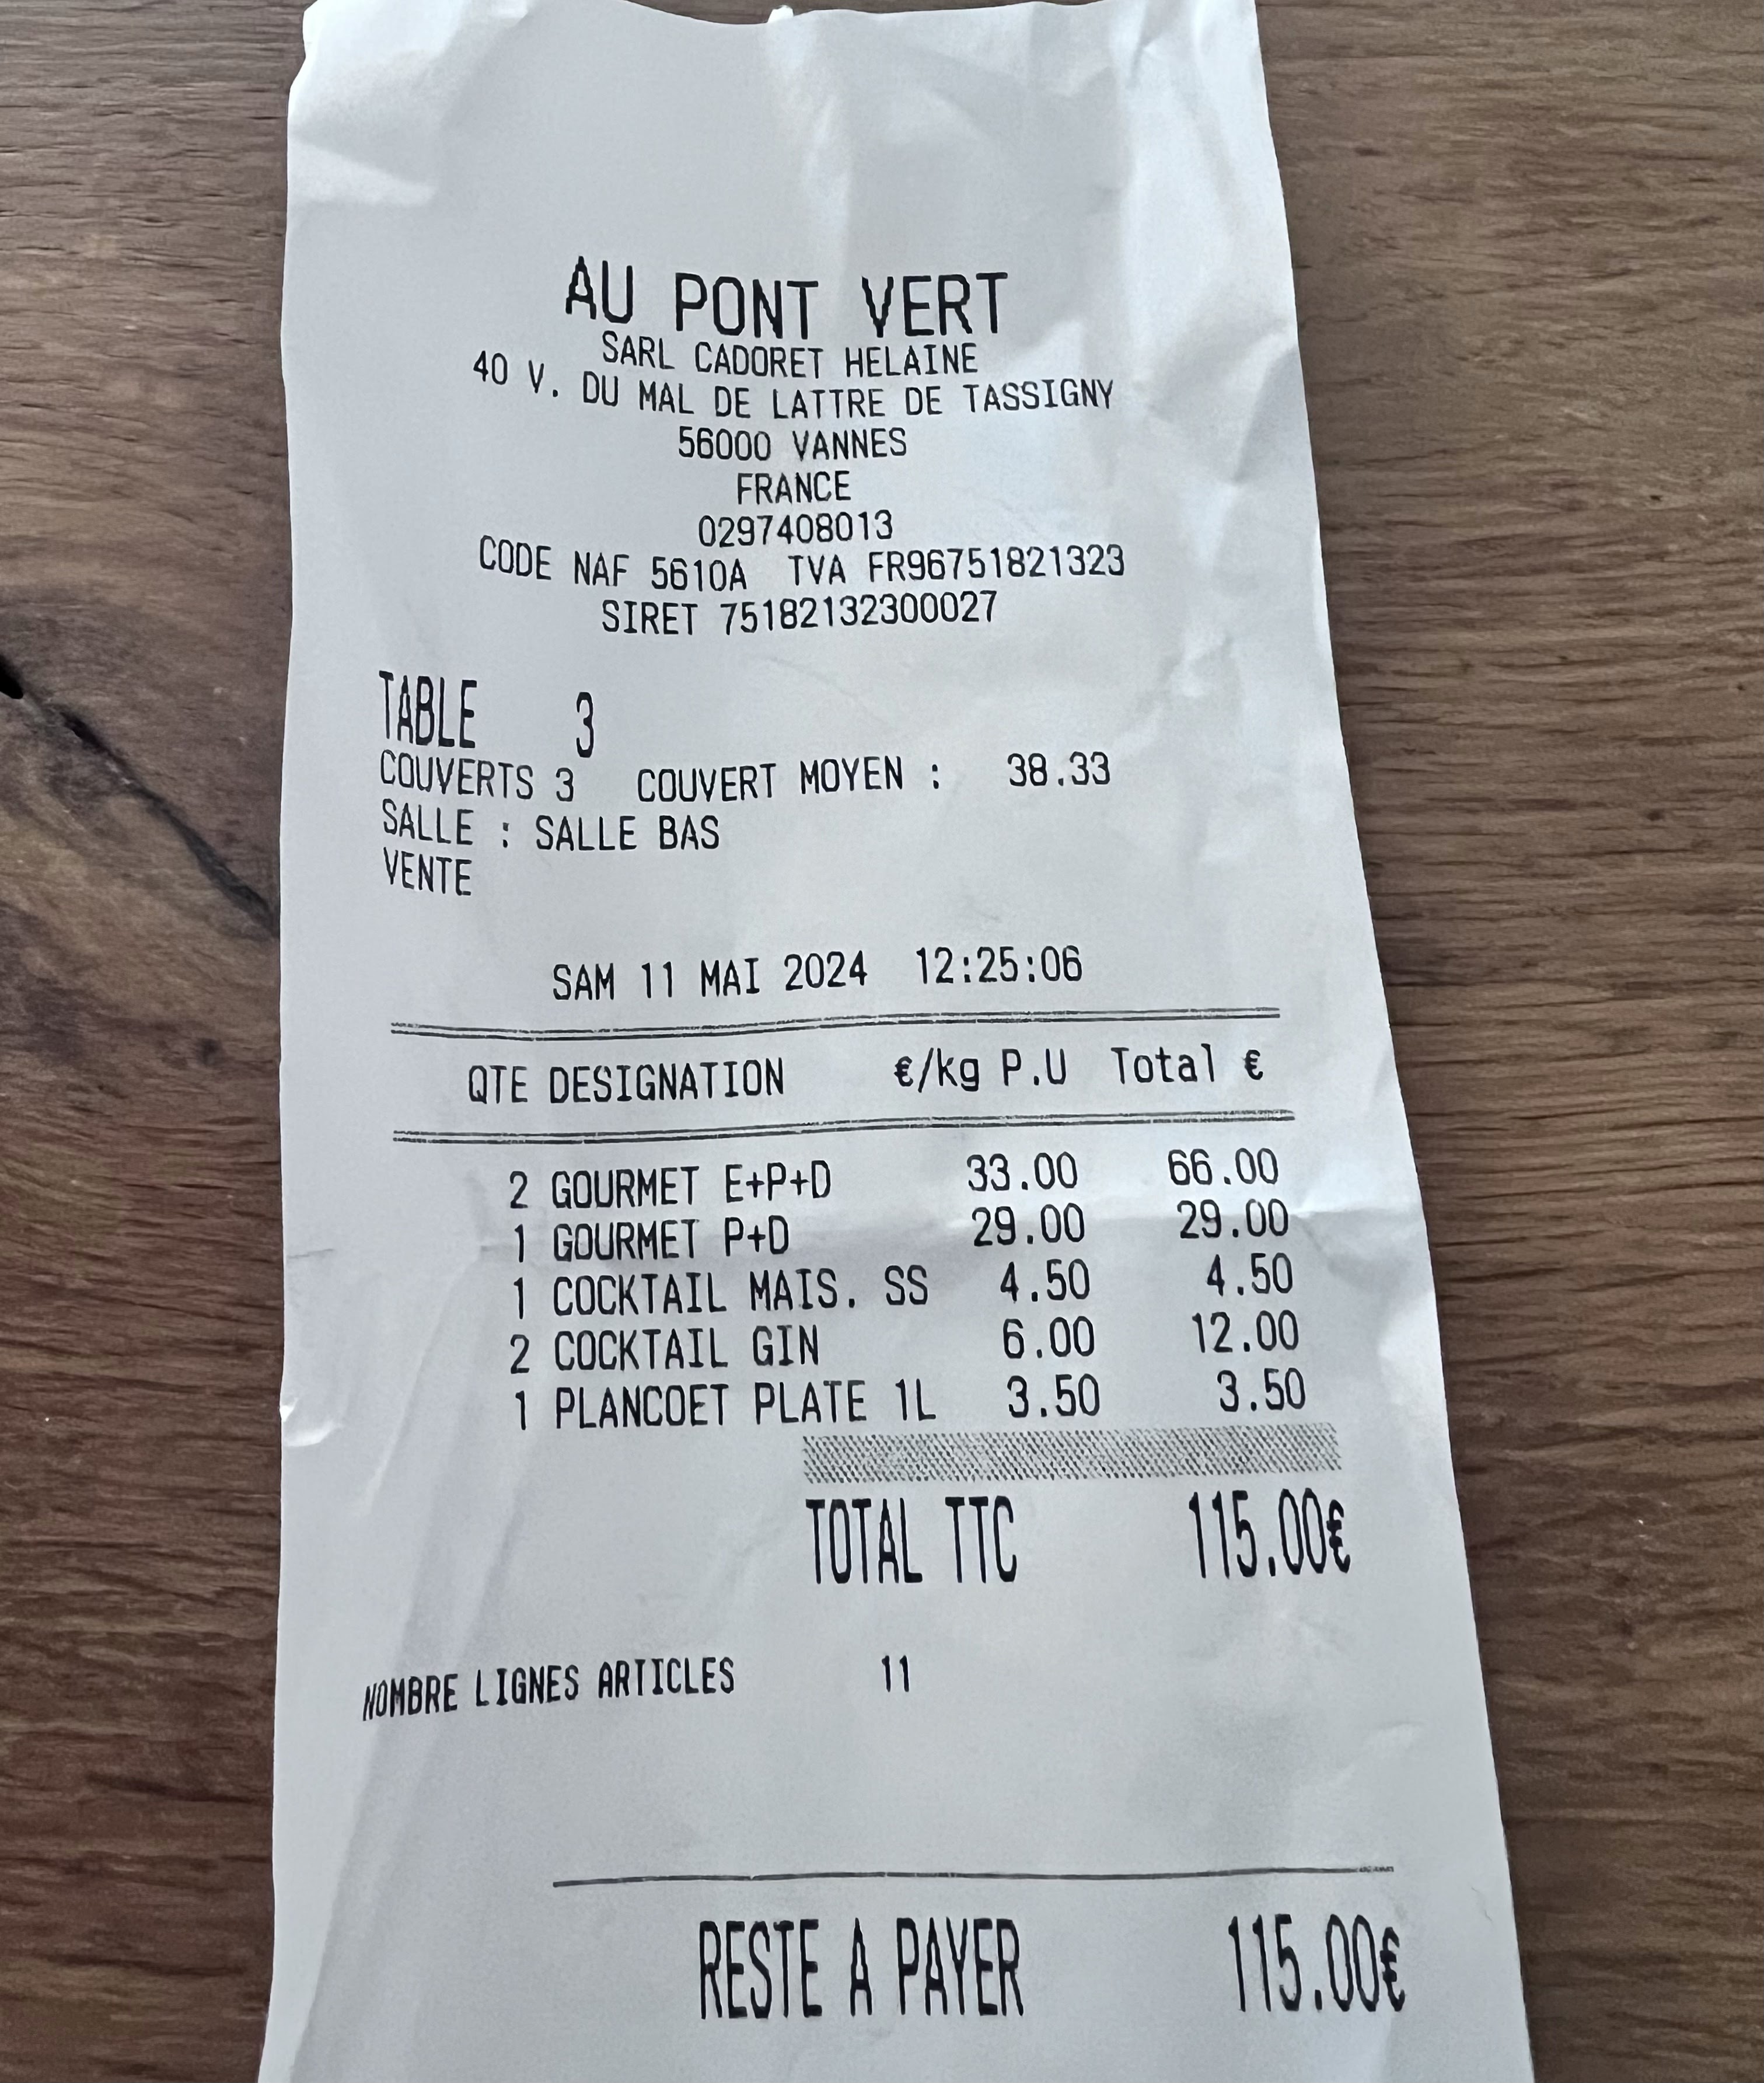 AU PONT VERT
SARL CADORET HELAINE
40 V. DU MAL DE LATTRE DE TASSIGNY
56000 VANNES
FRANCE
0297408013
CODE NAF 5610A TVA FR96751821323
SIRET 75182132300027
TABLE 3
COUVERTS 3 COUVERT MOYEN : 38.33
SALLE : SALLE BAS
VENTE
SAM 11 MAI 2024 12:25:06
QTE DESIGNATION €/kg P.U Total €
2 GOURMET E+P+D 33.00 66.00
1 GOURMET P+D 29.00 29.00
1 COCKTAIL MAIS. SS 4.50 4.50
2 COCKTAIL GIN 6.00 12.00
1 PLANCOET PLATE 1L 3.50 3.50
TOTAL TTC 115.00€
NOMBRE LIGNES ARTICLES 11
RESTE A PAYER 115.00€